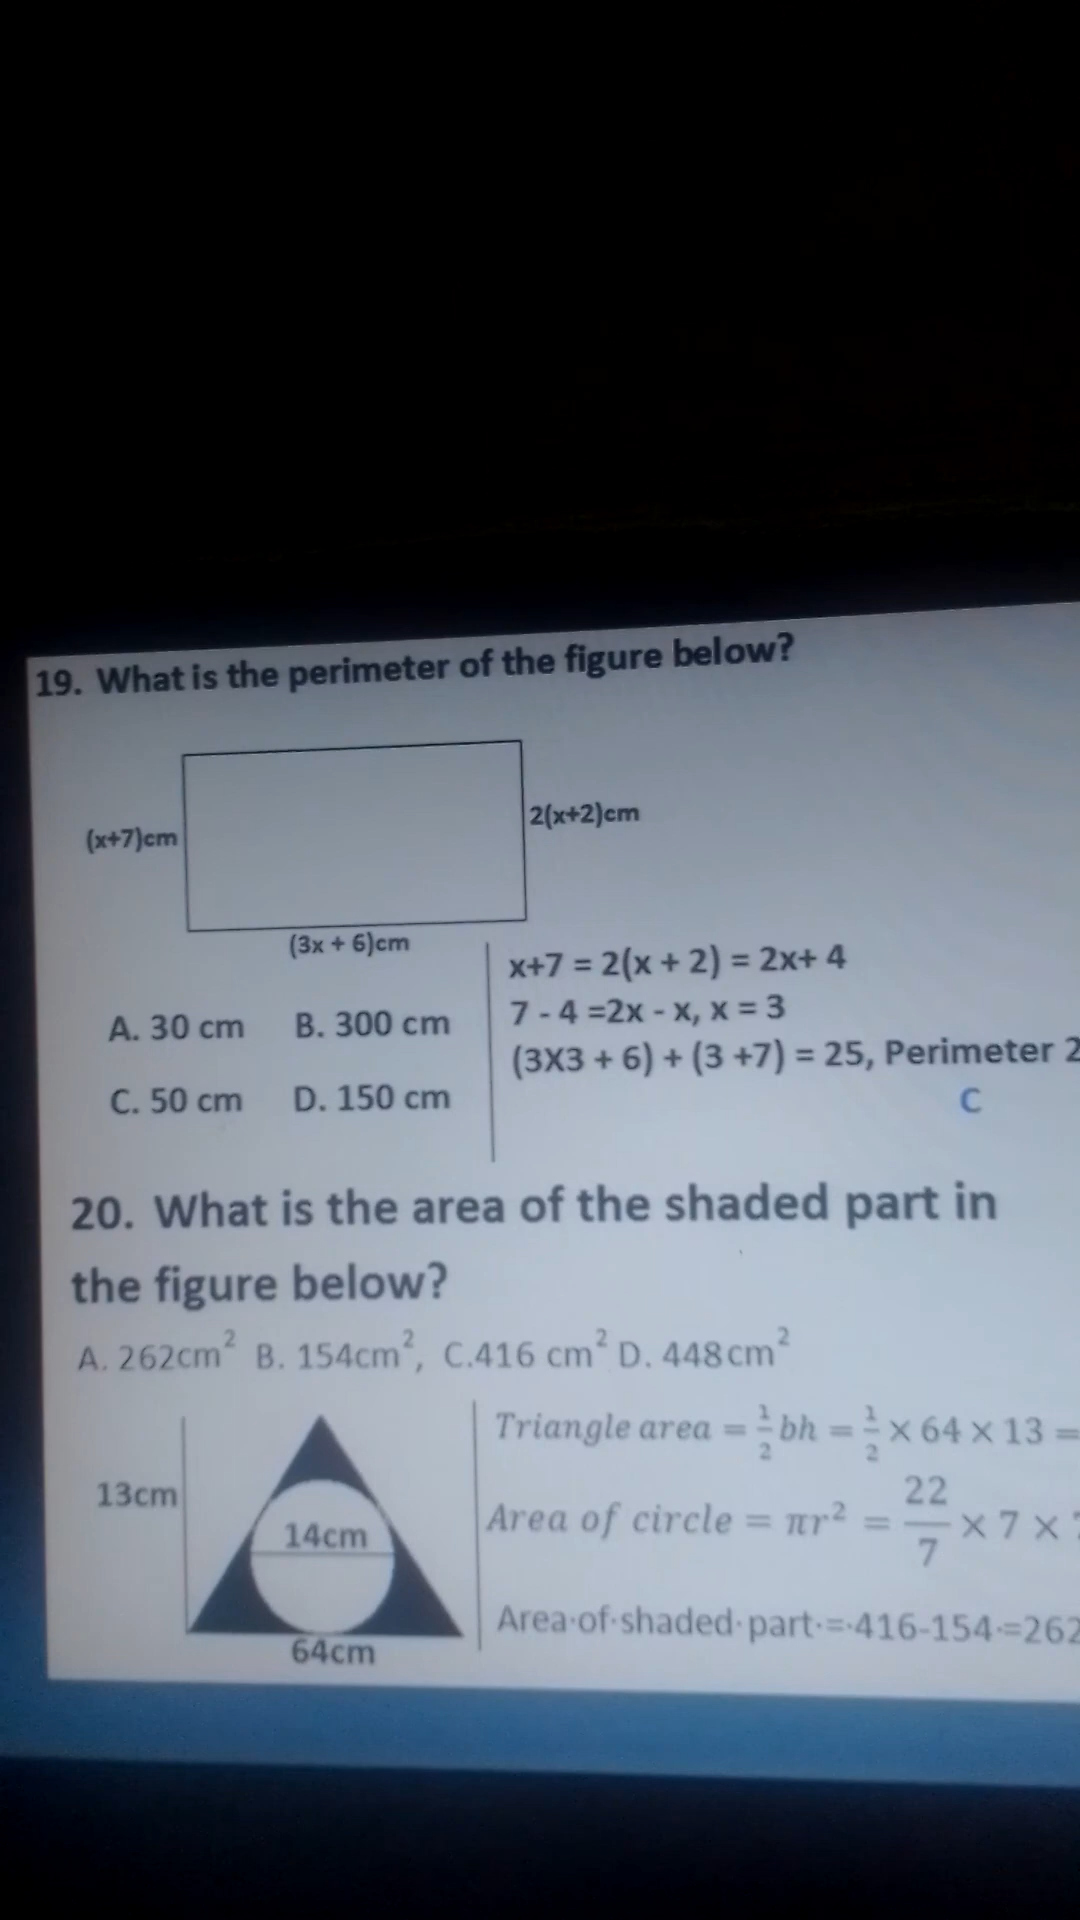 19. What is the perimeter of the figure below?
(x+7)cm
2(x+2)cm
(3x + 6)cm
A. 30 cm B. 300 cm
C. 50 cm D. 150 cm
x+7 = 2(x + 2) = 2x+ 4
7 - 4 =2x - x, x = 3
(3X3 + 6) + (3 +7) = 25, Perimeter 2
C
20. What is the area of the shaded part in
the figure below?
A. 262cm² B. 154cm², C.416 cm² D. 448cm²
13cm
14cm
64cm
Triangle area = 1/2 bh = 1/2 × 64 × 13 =
Area of circle = πr² = 22/7 × 7 ×
Area·of·shaded·part·=·416-154·=262